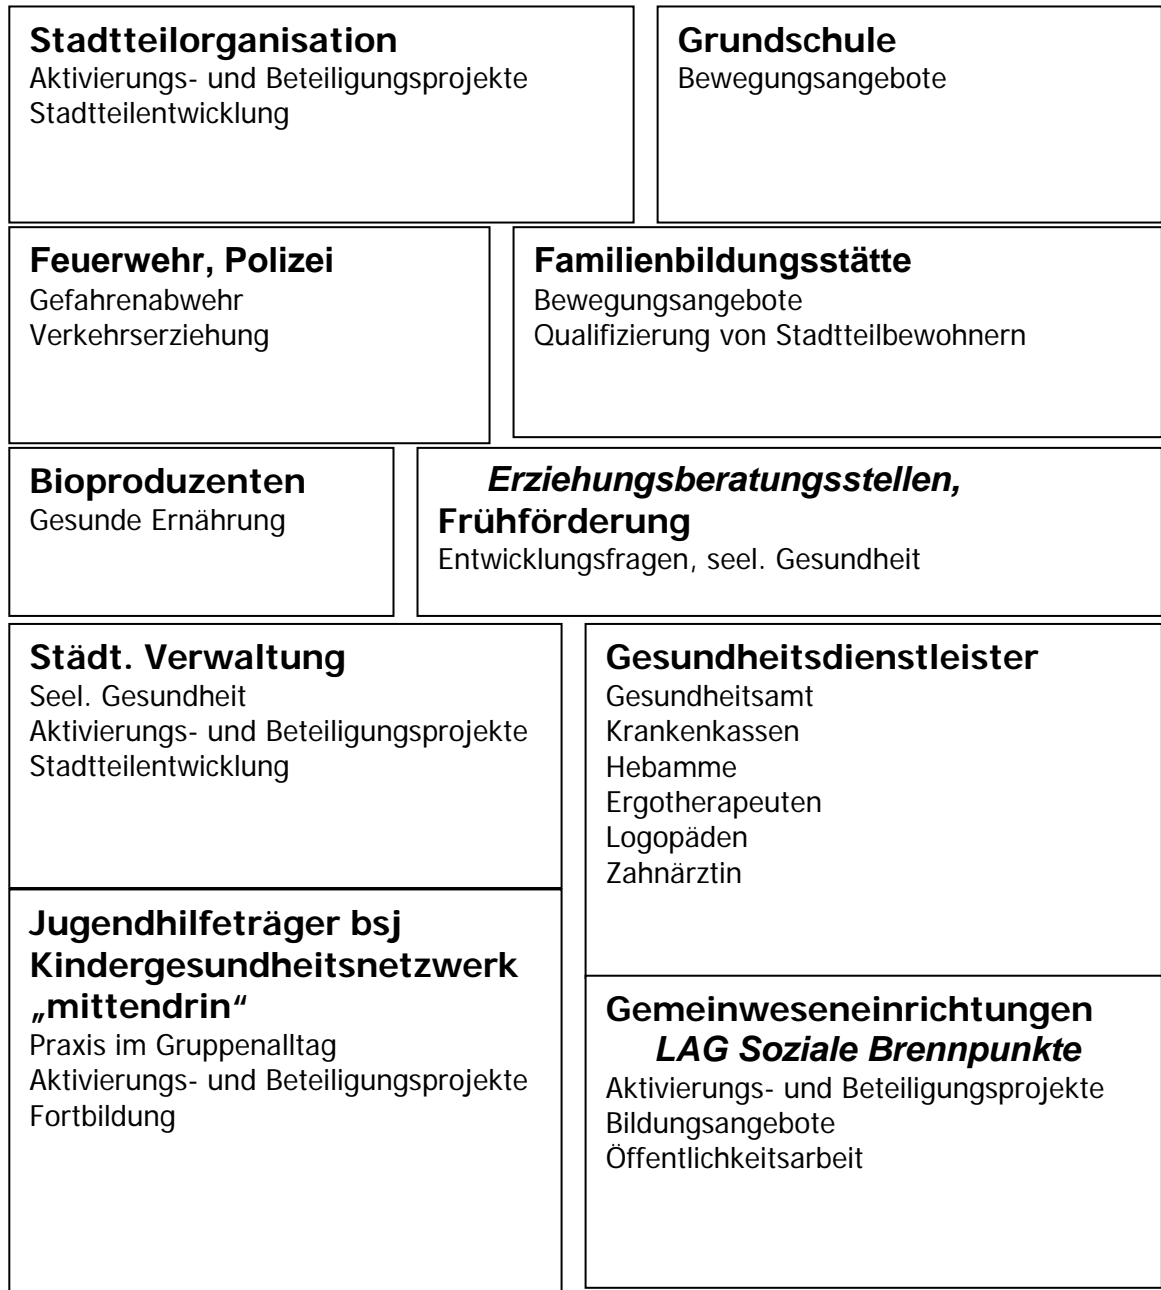 Stadtteilorganisation
Aktivierungs- und Beteiligungsprojekte
Stadtteilentwicklung
Grundschule
Bewegungsangebote
Feuerwehr, Polizei
Gefahrenabwehr
Verkehrserziehung
Familienbildungsstätte
Bewegungsangebote
Qualifizierung von Stadtteilbewohnern
Bioproduzenten
Gesunde Ernährung
Erziehungsberatungsstellen,
Frühförderung
Entwicklungsfragen, seel. Gesundheit
Städt. Verwaltung
Seel. Gesundheit
Aktivierungs- und Beteiligungsprojekte
Stadtteilentwicklung
Gesundheitsdienstleister
Gesundheitsamt
Krankenkassen
Hebamme
Ergotherapeuten
Logopäden
Zahnärztin
Jugendhilfeträger bsj
Kindergesundheitsnetzwerk
„mittendrin“
Praxis im Gruppenalltag
Aktivierungs- und Beteiligungsprojekte
Fortbildung
Gemeinweseneinrichtungen
LAG Soziale Brennpunkte
Aktivierungs- und Beteiligungsprojekte
Bildungsangebote
Öffentlichkeitsarbeit